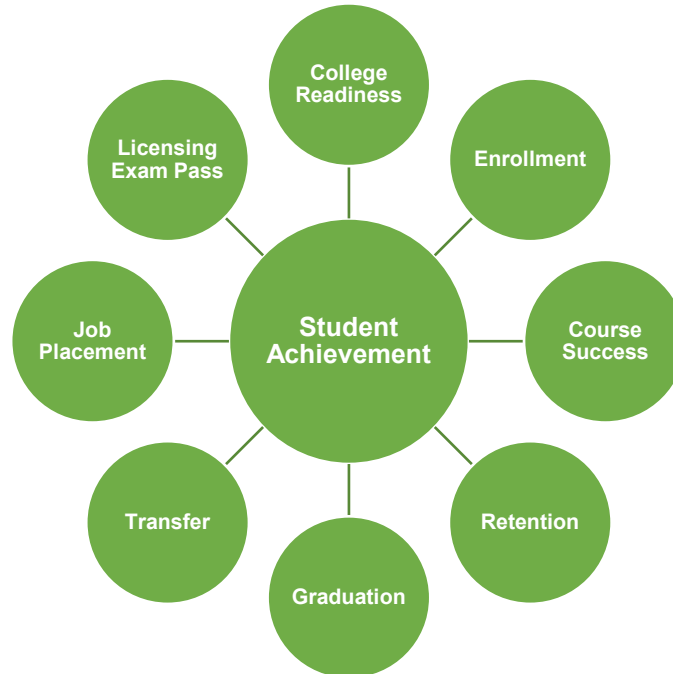 College
Readiness
Enrollment
Course
Success
Retention
Graduation
Transfer
Job
Placement
Licensing
Exam Pass
Student
Achievement